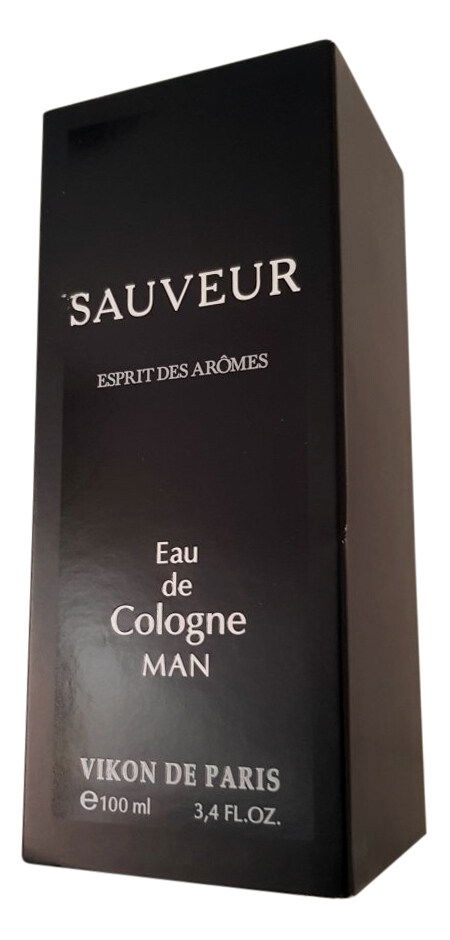 SAUVEUR
ESPRIT DES ARÔMES
Eau
de
Cologne
MAN
VIKON DE PARIS
℮100 ml 3,4 FL.OZ.